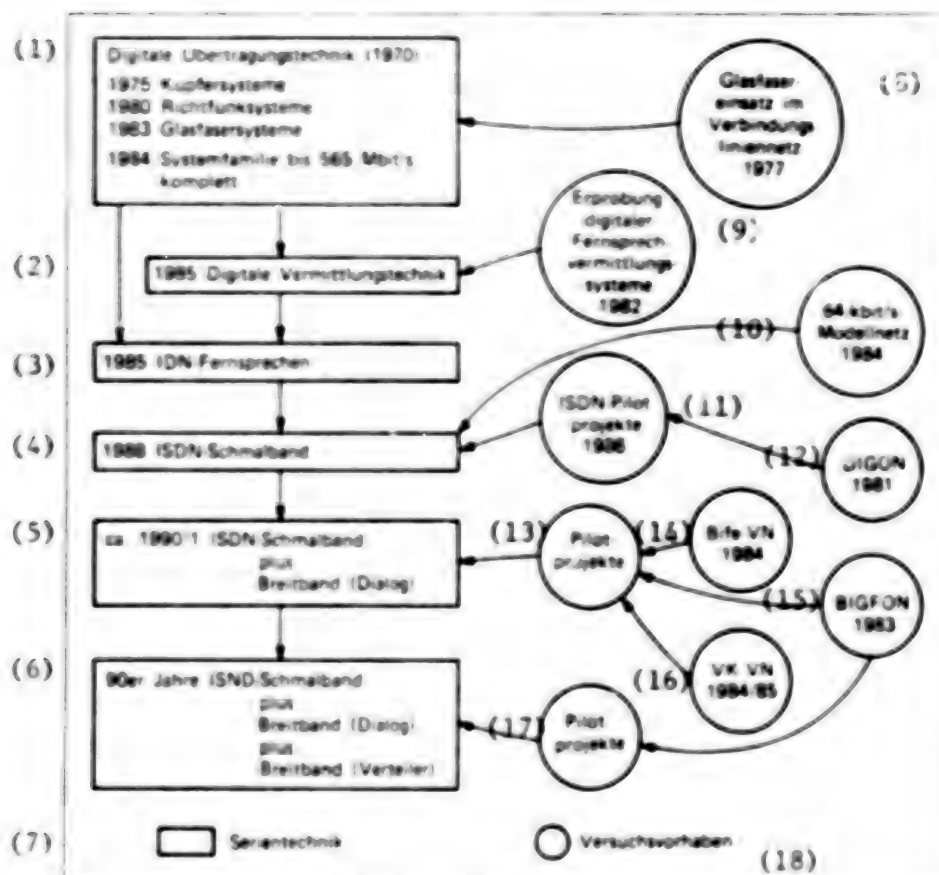 (1)
Digitale Übertragungstechnik (1970)
1975 Kupfersysteme
1980 Richtfunksysteme
1983 Glasfasersysteme
1984 Systemfamilie bis 565 Mbit/s
komplett
Glasfaser-
einsatz im
Verbindungs
liniennetz
1977
(8)
(2)
1985 Digitale Vermittlungstechnik
Erprobung
digitaler
Fernsprech-
vermittlungs-
systeme
1982
(9)
(3)
1985 IDN-Fernsprechen
(10)
64-kbit/s
Modellnetz
1984
(4)
1988 ISDN-Schmalband
ISDN-Pilot
projekte
1986
(11)
(12)
DIGON
1981
(5)
ca. 1990/1 ISDN-Schmalband
plus
Breitband (Dialog)
(13)
Pilot
projekte
(14)
Bife-VN
1984
(15)
BIGFON
1983
(6)
90er Jahre ISND-Schmalband
plus
Breitband (Dialog)
plus
Breitband (Verteiler)
(16)
VK-VN
1984/85
(17)
Pilot
projekte
(7)
Serientechnik
Versuchsvorhaben
(18)